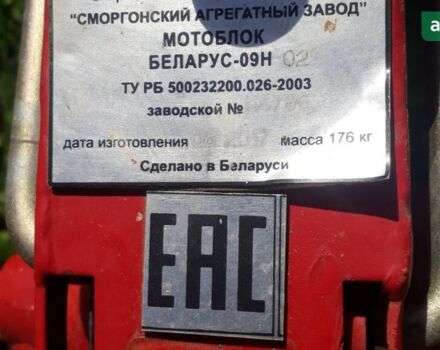 "СМОРГОНСКИЙ АГРЕГАТНЫЙ ЗАВОД"
МОТОБЛОК
БЕЛАРУС-09Н 02
ТУ РБ 500232200.026-2003
заводской №
дата изготовления масса 176 кг
Сделано в Беларуси
EAC